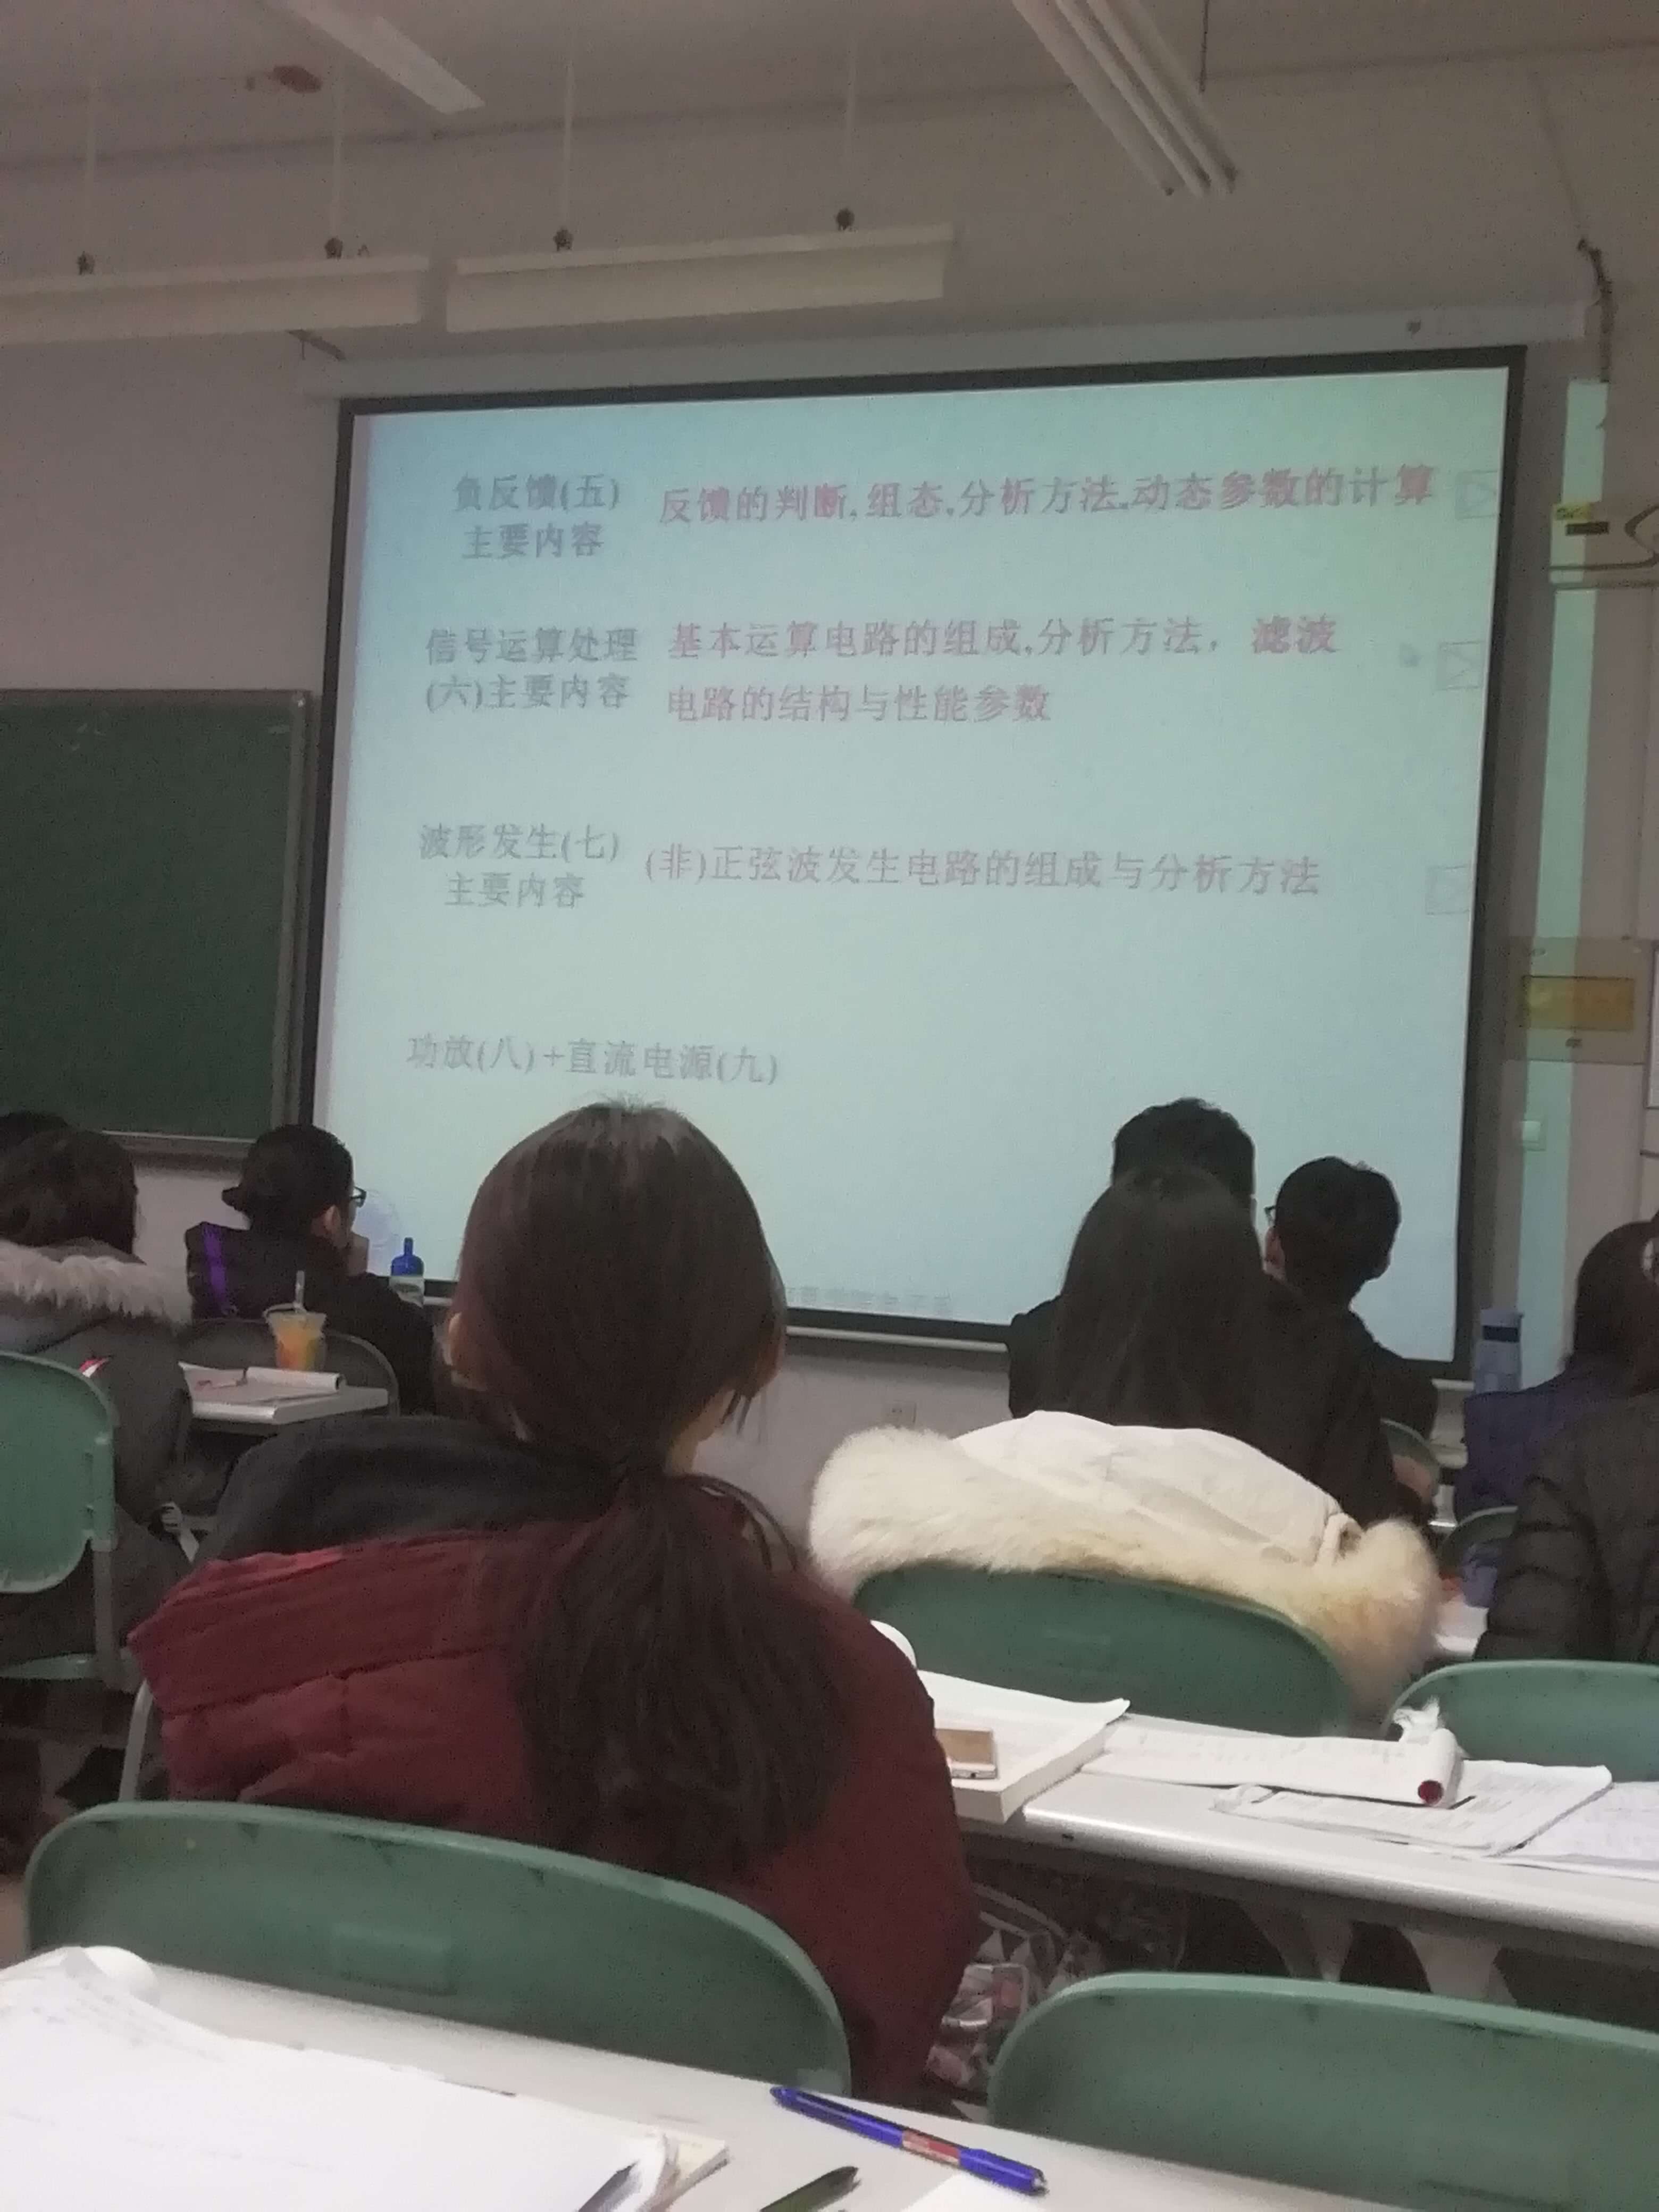 负反馈(五)
主要内容
反馈的判断,组态,分析方法,动态参数的计算
信号运算处理
(六)主要内容
基本运算电路的组成,分析方法，滤波
电路的结构与性能参数
波形发生(七)
主要内容
(非)正弦波发生电路的组成与分析方法
功放(八)+直流电源(九)